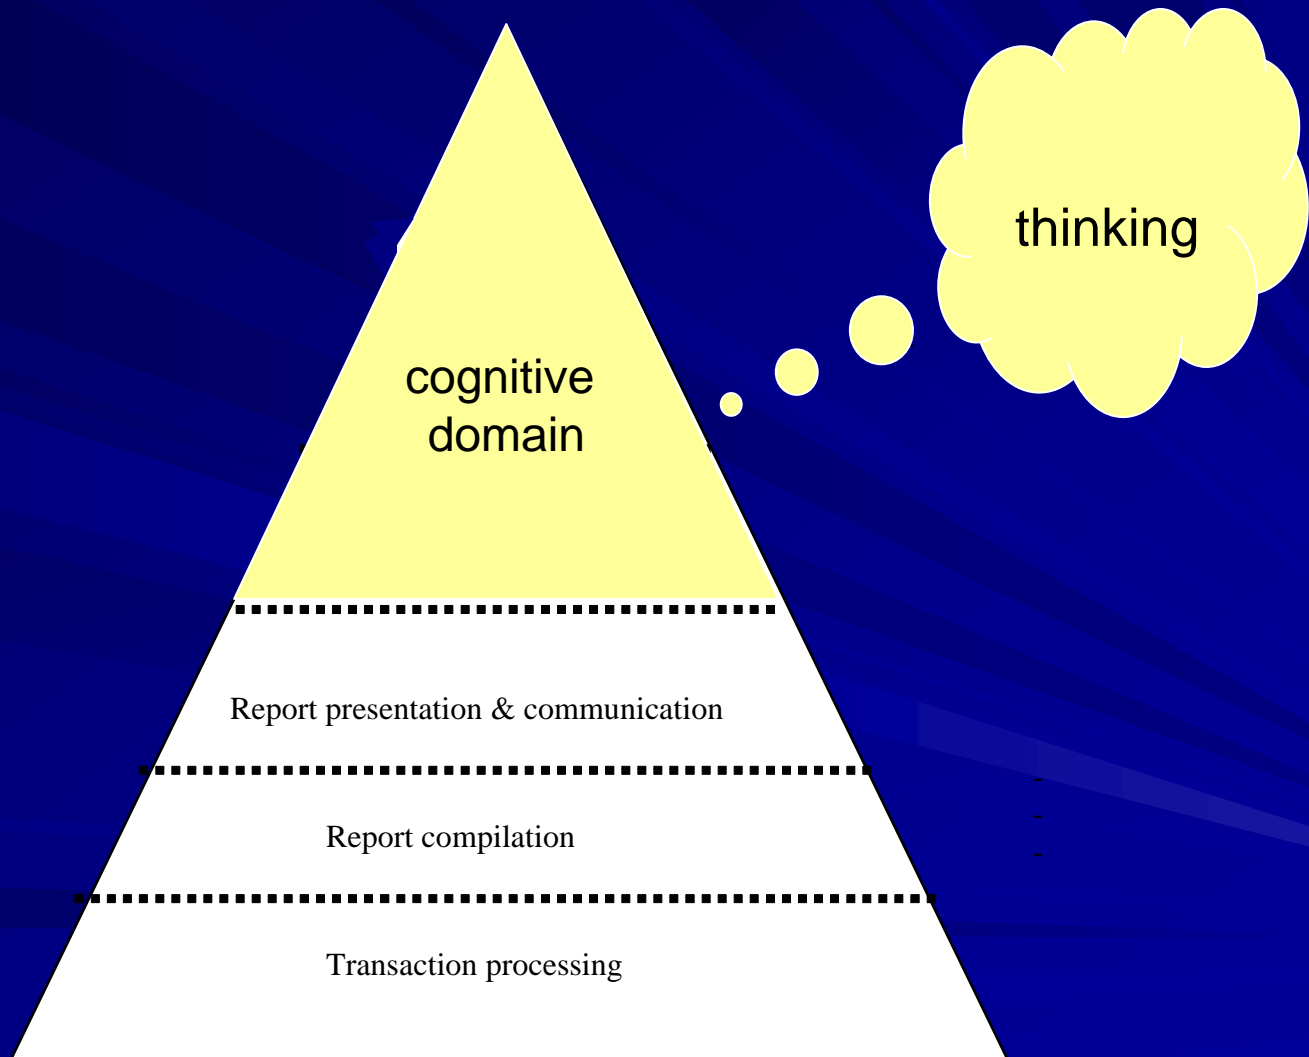 thinking
cognitive
domain
Report presentation & communication
Report compilation
Transaction processing